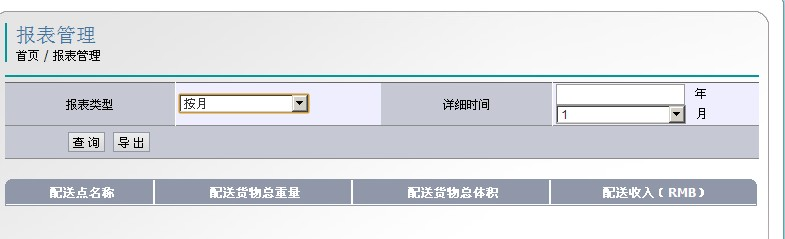 报表管理
首页 / 报表管理
报表类型 按月 详细时间 年
1 月
查询 导出
配送点名称 配送货物总重量 配送货物总体积 配送收入（RMB）